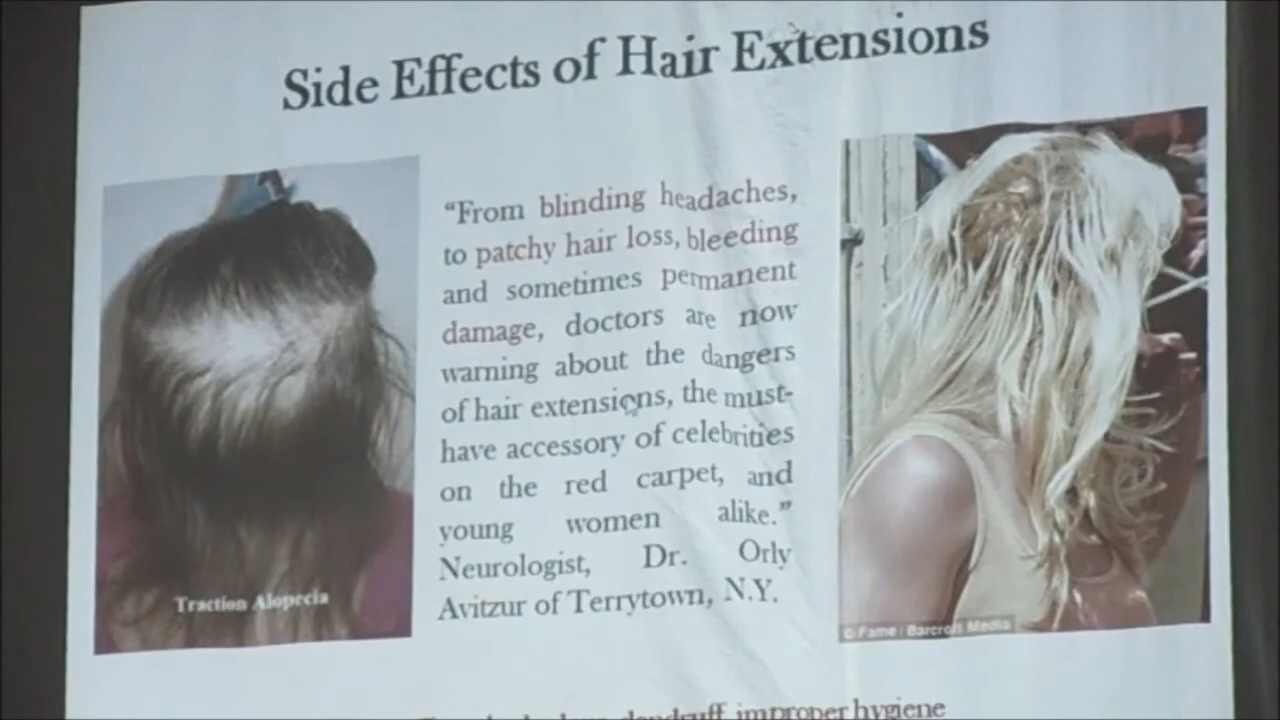 Side Effects of Hair Extensions
“From blinding headaches,
to patchy hair loss, bleeding
and sometimes permanent
damage, doctors are now
warning about the dangers
of hair extensions, the must-
have accessory of celebrities
on the red carpet, and
young women alike.”
Neurologist, Dr. Orly
Avitzur of Terrytown, N.Y.
Traction Alopecia
© Fame / Barcroft Media
dandruff, improper hygiene